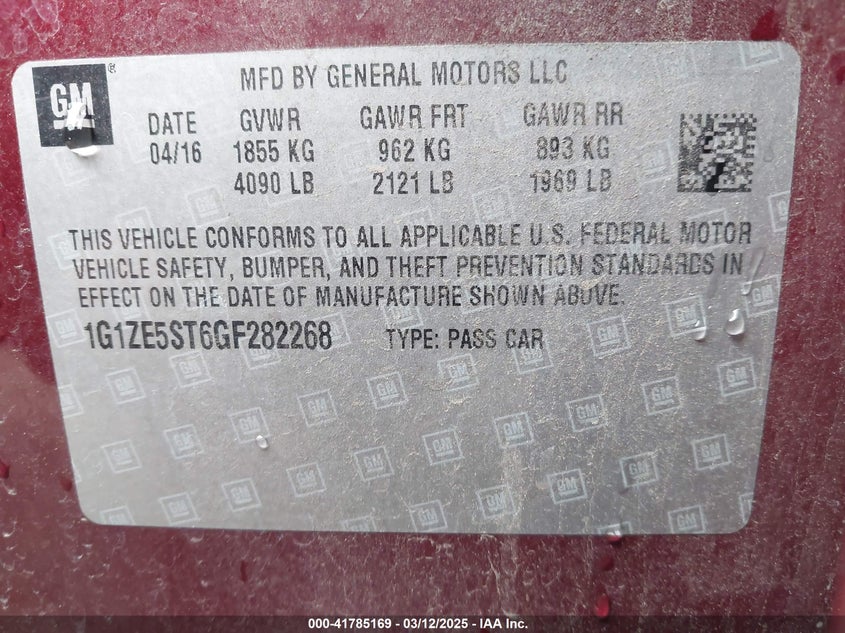 GM
MFD BY GENERAL MOTORS LLC
DATE GVWR GAWR FRT GAWR RR
04/16 1855 KG 962 KG 893 KG
4090 LB 2121 LB 1969 LB
THIS VEHICLE CONFORMS TO ALL APPLICABLE U.S. FEDERAL MOTOR
VEHICLE SAFETY, BUMPER, AND THEFT PREVENTION STANDARDS IN
EFFECT ON THE DATE OF MANUFACTURE SHOWN ABOVE.
1G1ZE5ST6GF282268 TYPE: PASS CAR
000-41785169 - 03/12/2025 - IAA Inc.